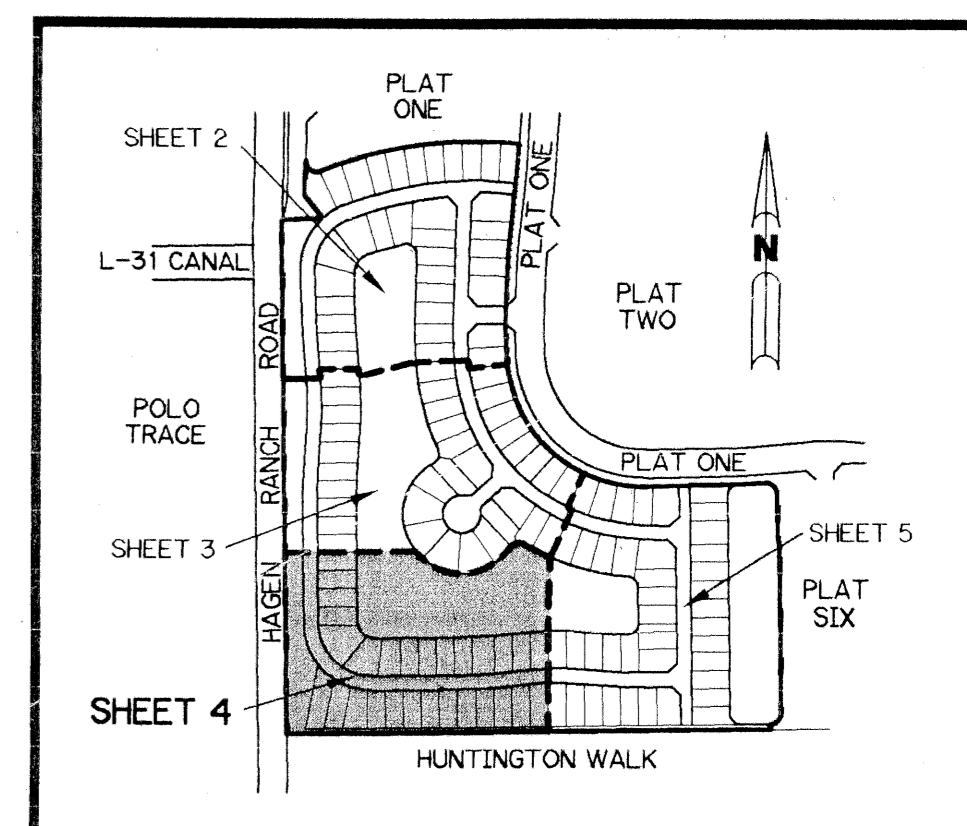 PLAT
ONE
SHEET 2
PLAT ONE
N
L-31 CANAL
PLAT
TWO
HAGEN RANCH ROAD
POLO
TRACE
PLAT ONE
SHEET 3
SHEET 5
PLAT
SIX
SHEET 4
HUNTINGTON WALK